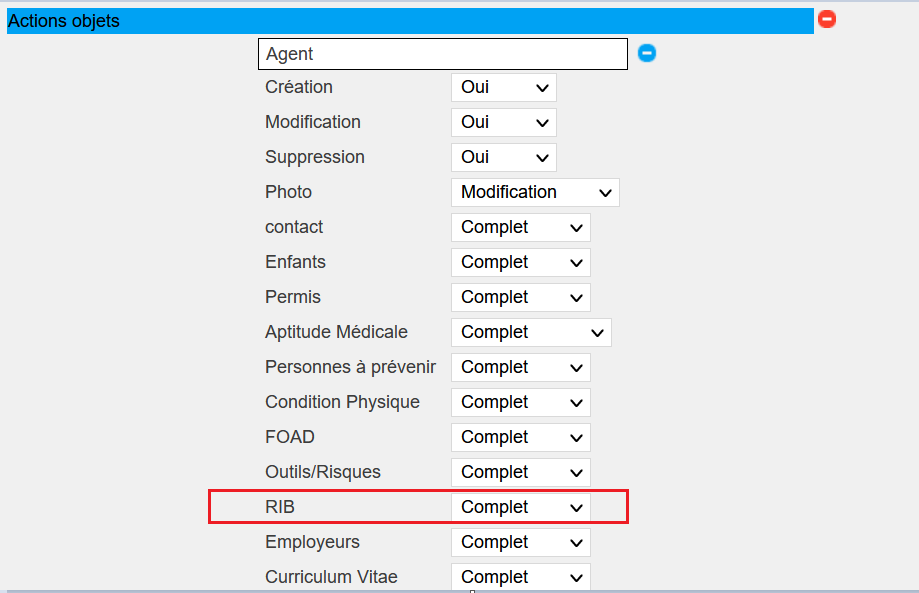 Actions objets
Agent
Création Oui
Modification Oui
Suppression Oui
Photo Modification
contact Complet
Enfants Complet
Permis Complet
Aptitude Médicale Complet
Personnes à prévenir Complet
Condition Physique Complet
FOAD Complet
Outils/Risques Complet
RIB Complet
Employeurs Complet
Curriculum Vitae Complet